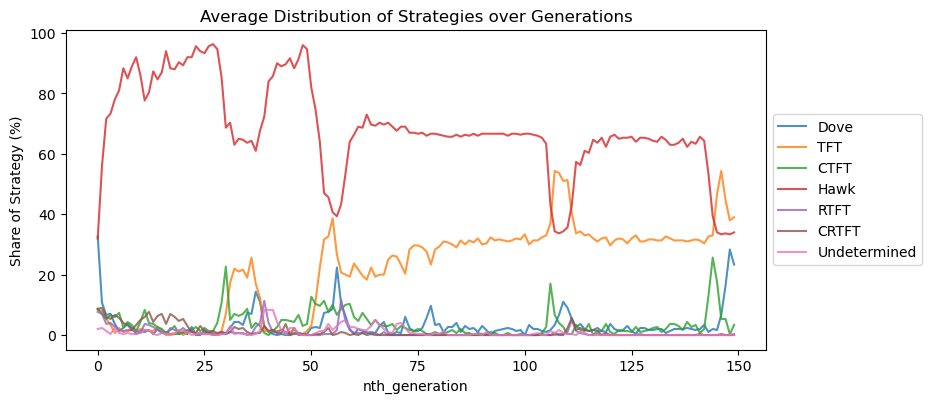 Average Distribution of Strategies over Generations
Share of Strategy (%)
100
80
60
40
20
0
0 25 50 75 100 125 150
nth_generation
Dove
TFT
CTFT
Hawk
RTFT
CRTFT
Undetermined